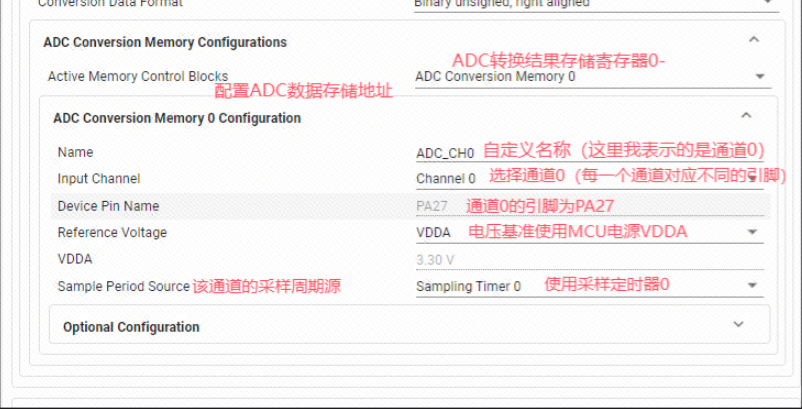 Conversion Data Format Binary unsigned, right aligned
ADC Conversion Memory Configurations
ADC转换结果存储寄存器0-
Active Memory Control Blocks ADC Conversion Memory 0
配置ADC数据存储地址
ADC Conversion Memory 0 Configuration
Name ADC_CH0 自定义名称（这里我表示的是通道0）
Input Channel Channel 0 选择通道0（每一个通道对应不同的引脚）
Device Pin Name PA27 通道0的引脚为PA27
Reference Voltage VDDA 电压基准使用MCU电源VDDA
VDDA 3.30 V
Sample Period Source 该通道的采样周期源 Sampling Timer 0 使用采样定时器0
Optional Configuration